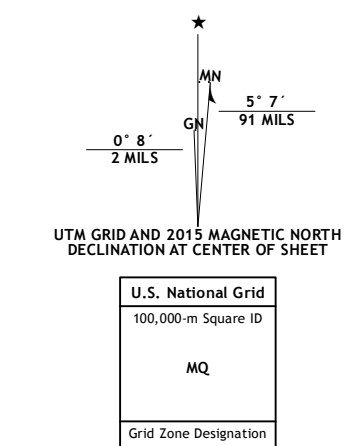 ★
MN
5° 7´
91 MILS
GN
0° 8´
2 MILS
UTM GRID AND 2015 MAGNETIC NORTH
DECLINATION AT CENTER OF SHEET
U.S. National Grid
100,000-m Square ID
MQ
Grid Zone Designation